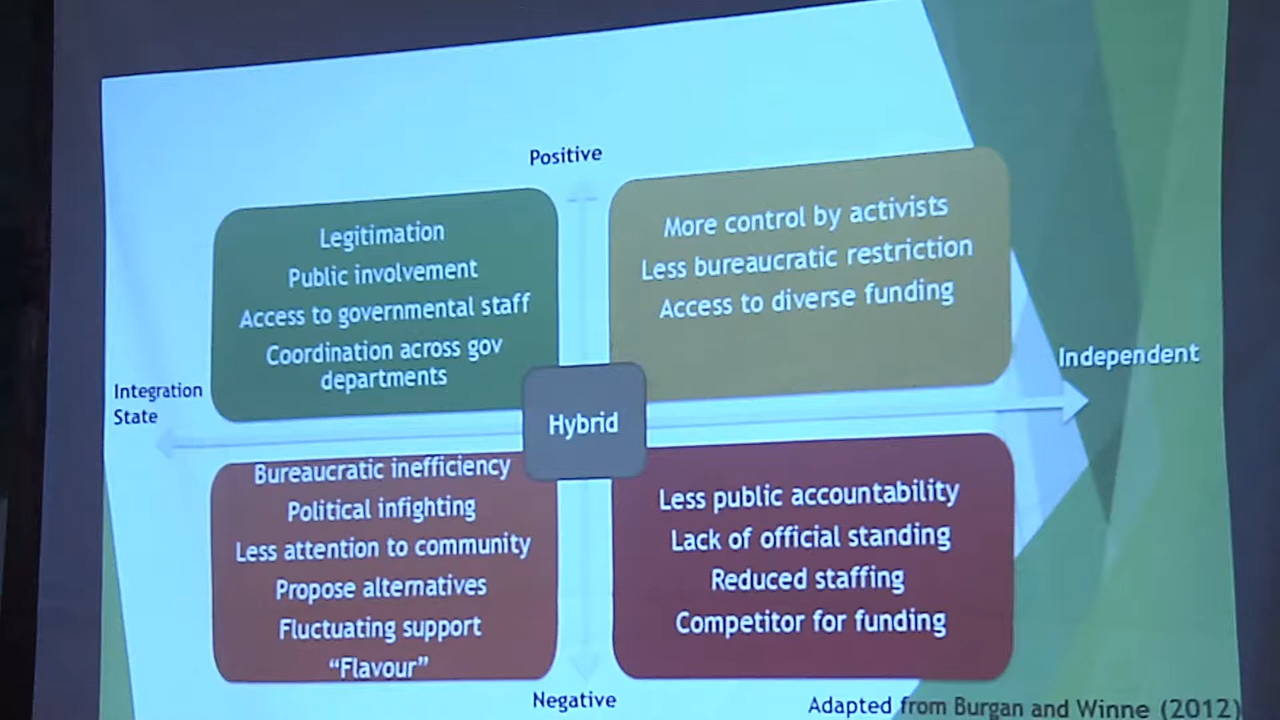 Positive
Legitimation
Public involvement
Access to governmental staff
Coordination across gov
departments
More control by activists
Less bureaucratic restriction
Access to diverse funding
Integration
State
Hybrid
Independent
Bureaucratic inefficiency
Political infighting
Less attention to community
Propose alternatives
Fluctuating support
“Flavour”
Less public accountability
Lack of official standing
Reduced staffing
Competitor for funding
Negative
Adapted from Burgan and Winne (2012)